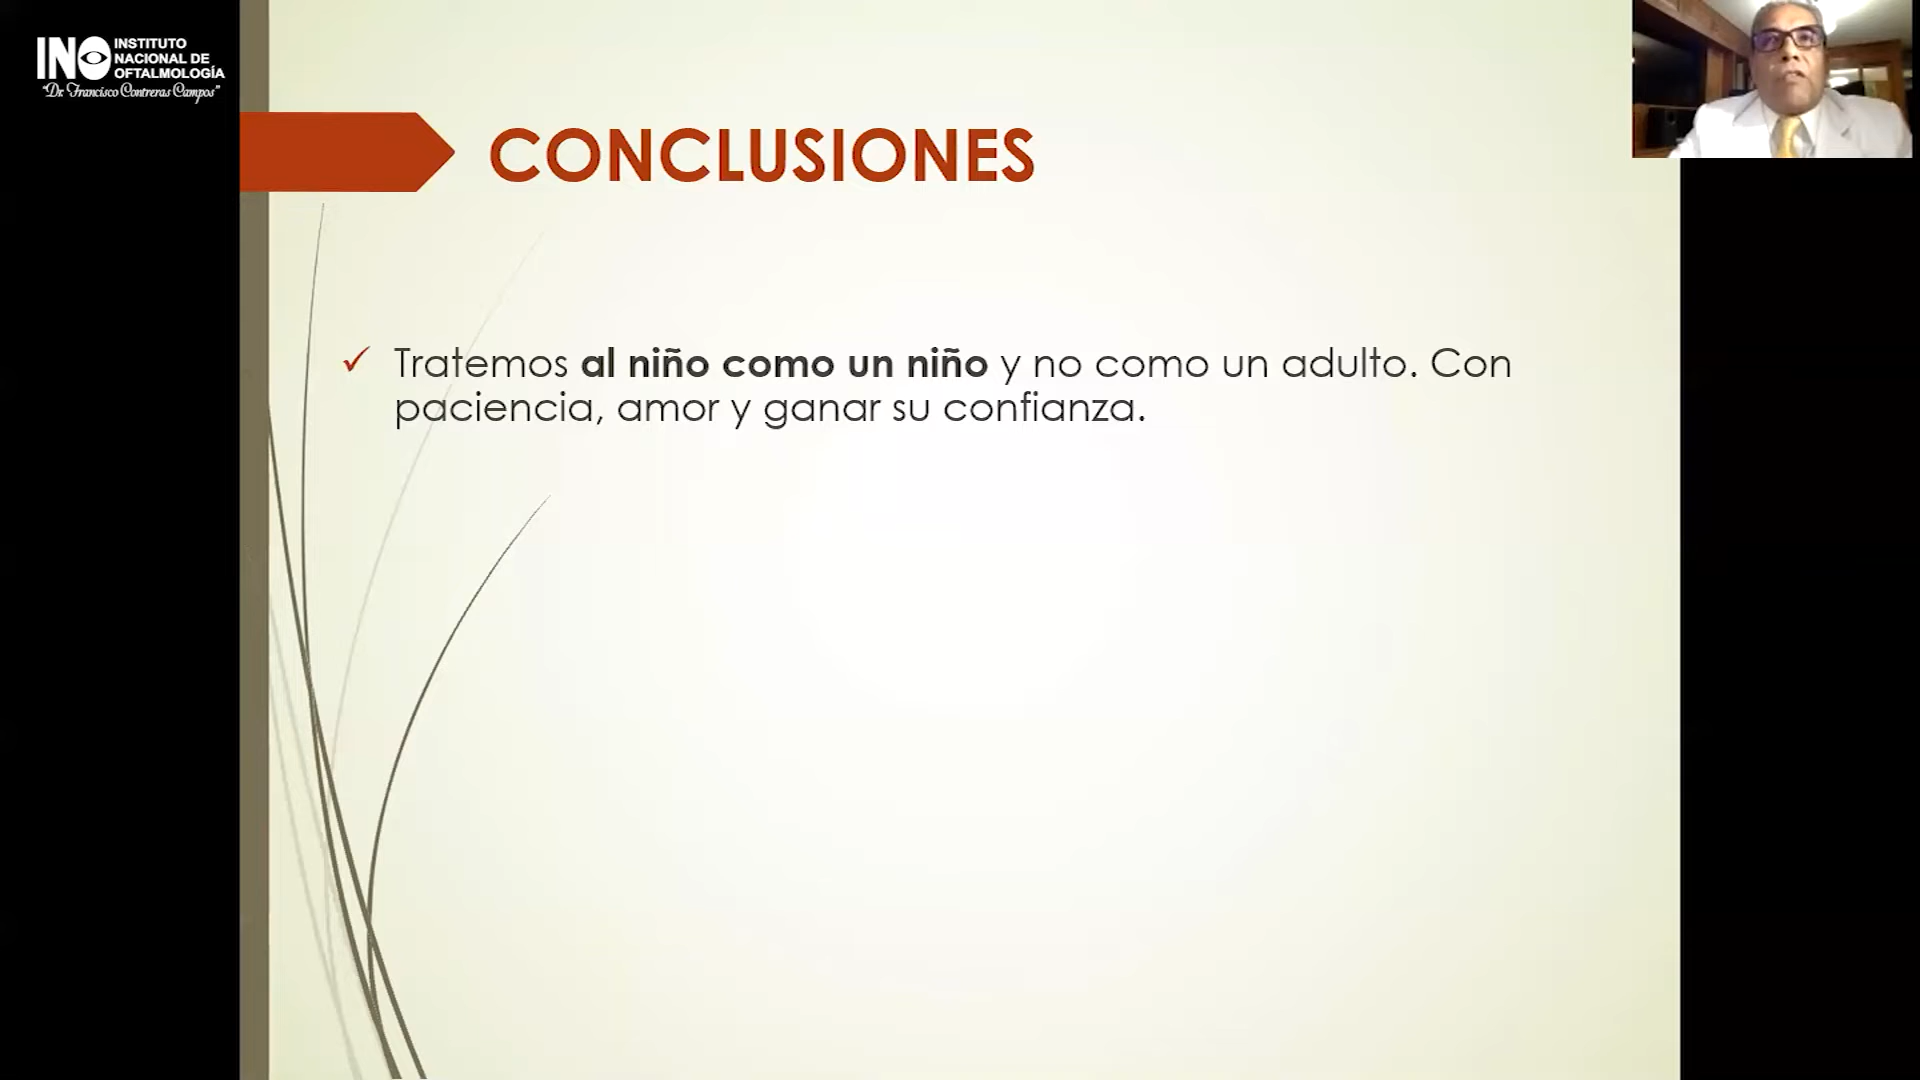 INO INSTITUTO
NACIONAL DE
OFTALMOLOGÍA
"Dr. Francisco Contreras Campos"
CONCLUSIONES
✓ Tratemos al niño como un niño y no como un adulto. Con
paciencia, amor y ganar su confianza.